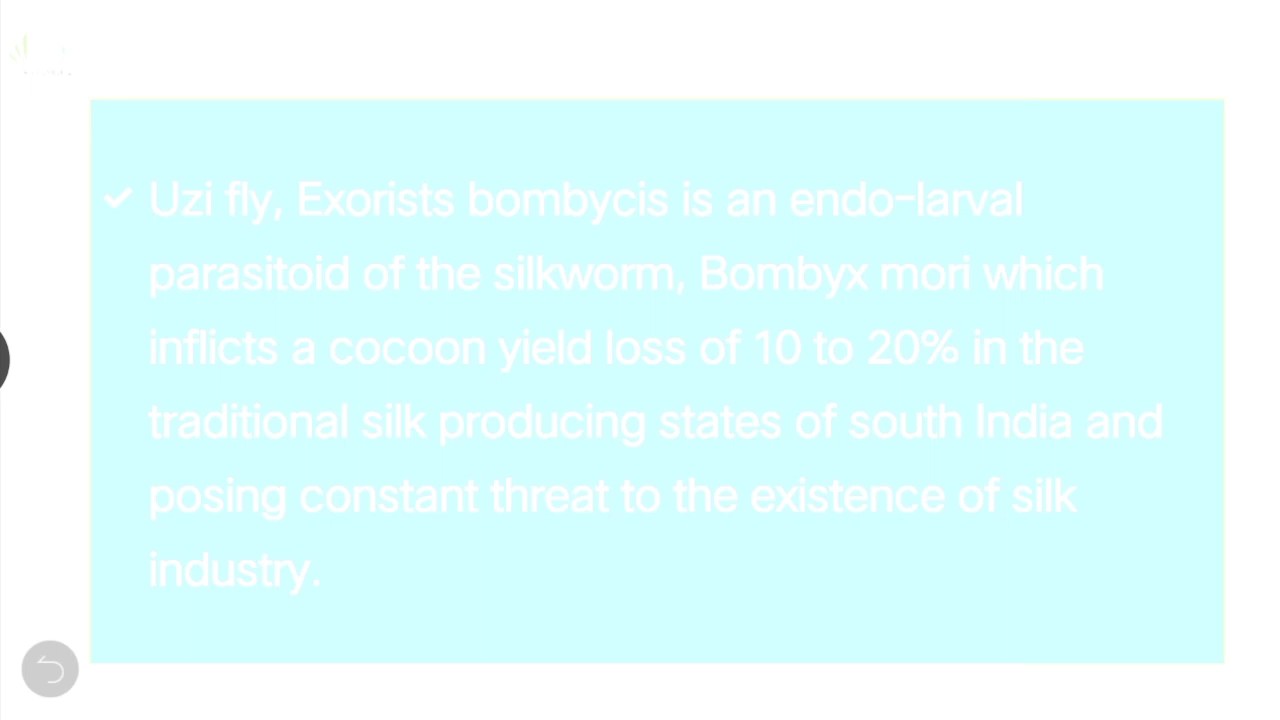 ✓ Uzi fly, Exorists bombycis is an endo-larval
parasitoid of the silkworm, Bombyx mori which
inflicts a cocoon yield loss of 10 to 20% in the
traditional silk producing states of south India and
posing constant threat to the existence of silk
industry.